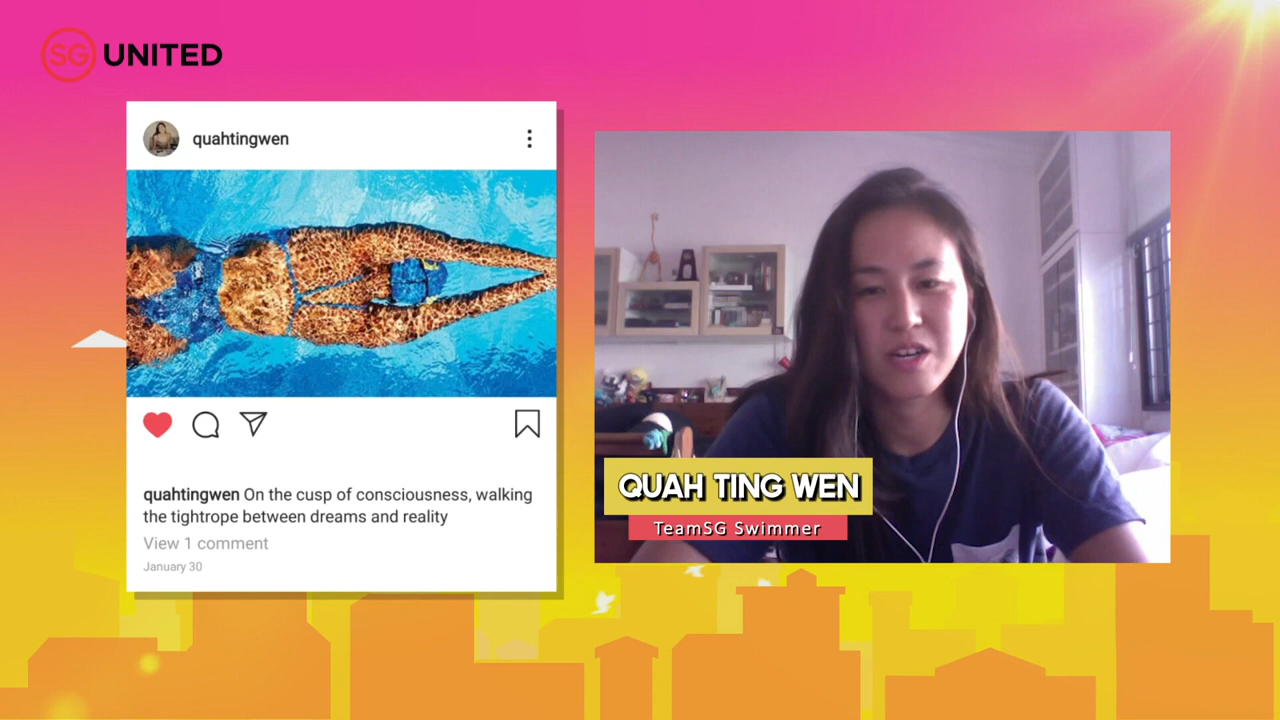 SG UNITED
quahtingwen
quahtingwen On the cusp of consciousness, walking
the tightrope between dreams and reality
View 1 comment
January 30
QUAH TING WEN
TeamSG Swimmer